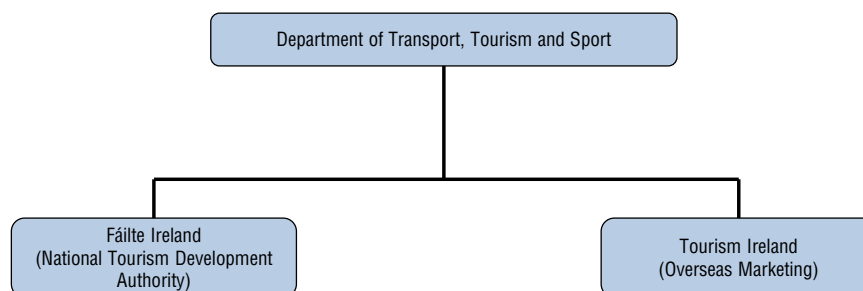 Department of Transport, Tourism and Sport
Fáilte Ireland
(National Tourism Development
Authority)
Tourism Ireland
(Overseas Marketing)